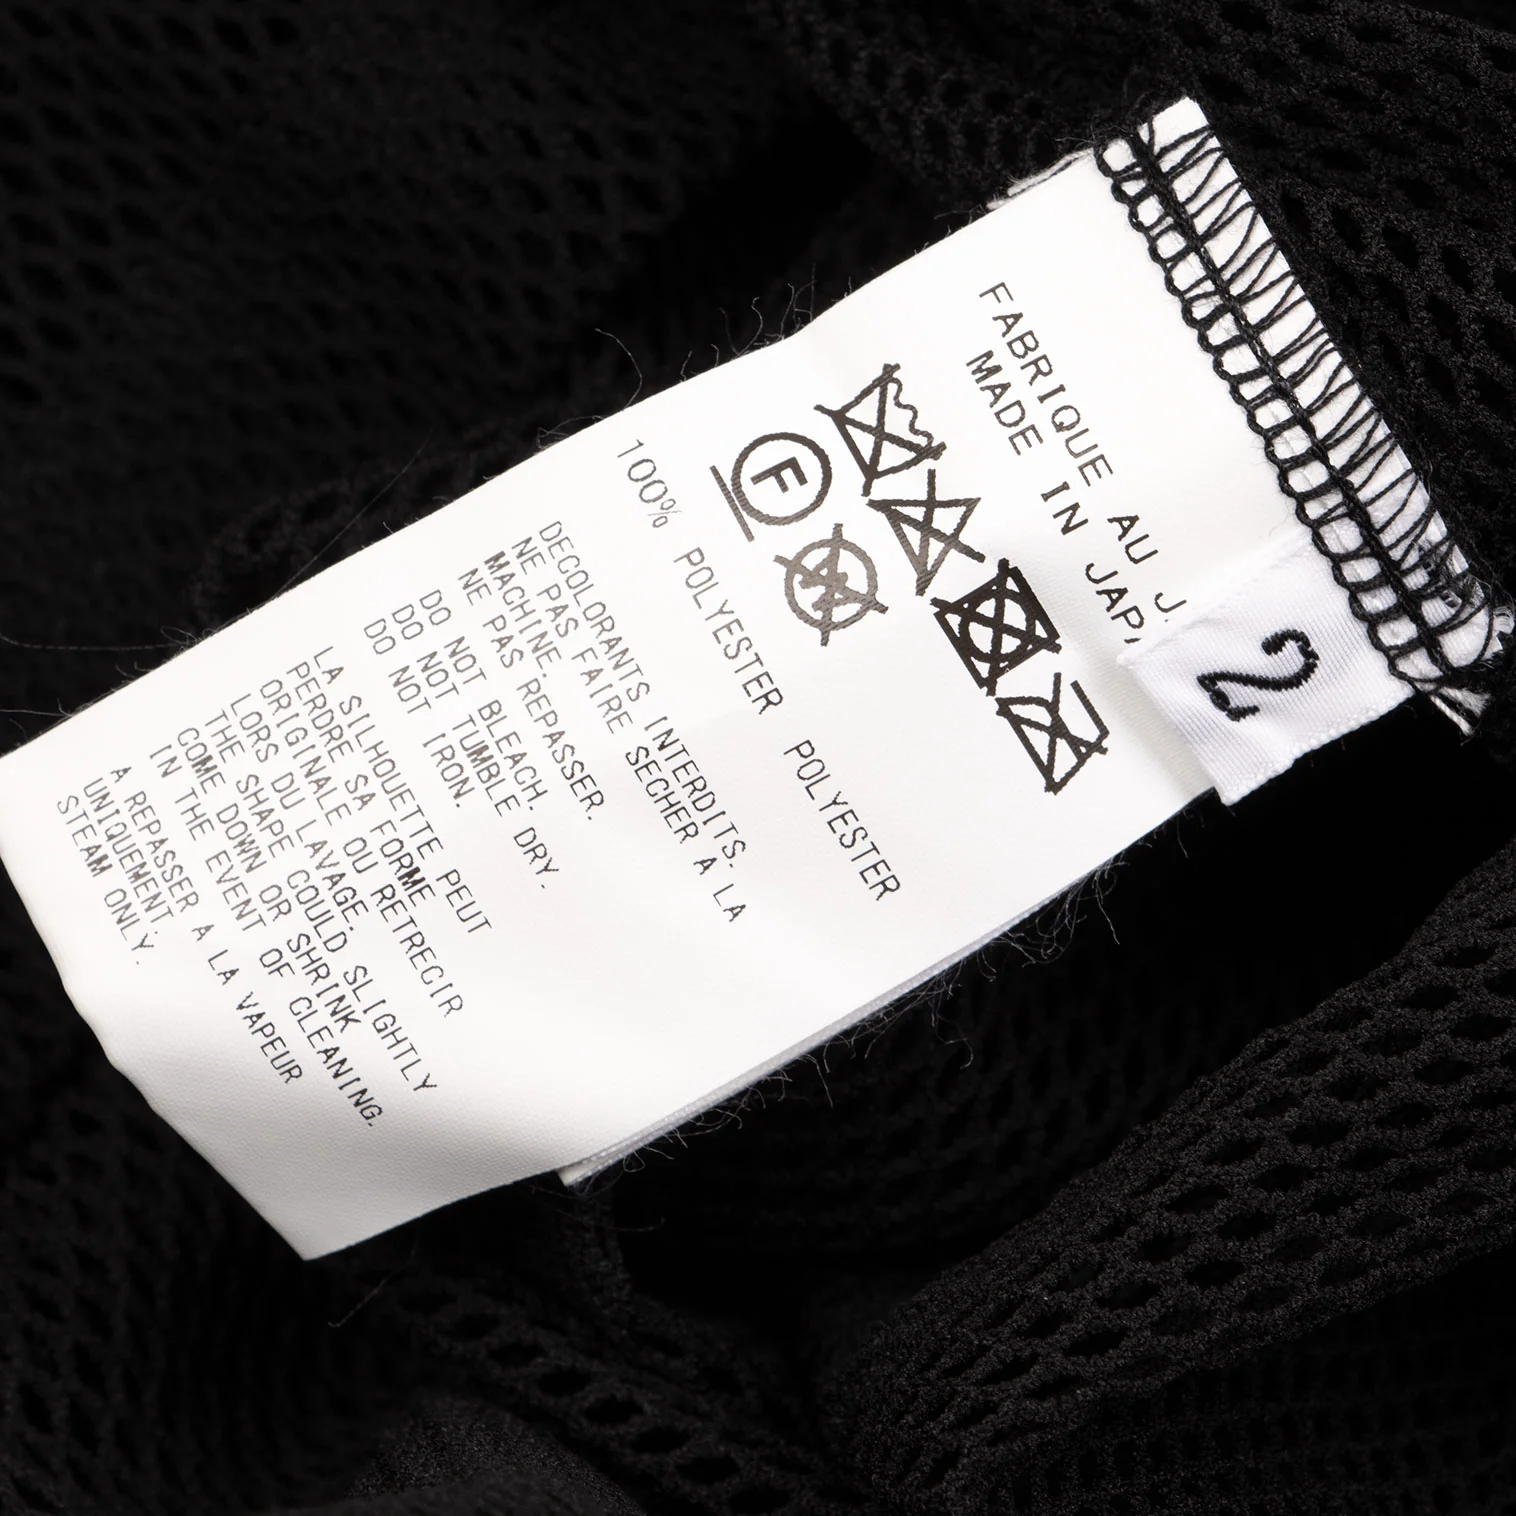 FABRIQUE AU
MADE IN
2
F
W
100% POLYESTER POLYESTER
DECOLORANTS INTERDITS.
NE PAS FAIRE SECHER A LA
MACHINE.
NE PAS REPASSER.
DO NOT BLEACH.
DO NOT TUMBLE DRY.
DO NOT IRON.
LA SILHOUETTE PEUT
PERDRE SA FORME
ORIGINALE OU RETRECIR
LORS DU LAVAGE.
THE SHAPE COULD SLIGHTLY
COME DOWN OR SHRINK
IN THE EVENT OF CLEANING.
A REPASSER A LA VAPEUR
UNIQUEMENT.
STEAM ONLY.